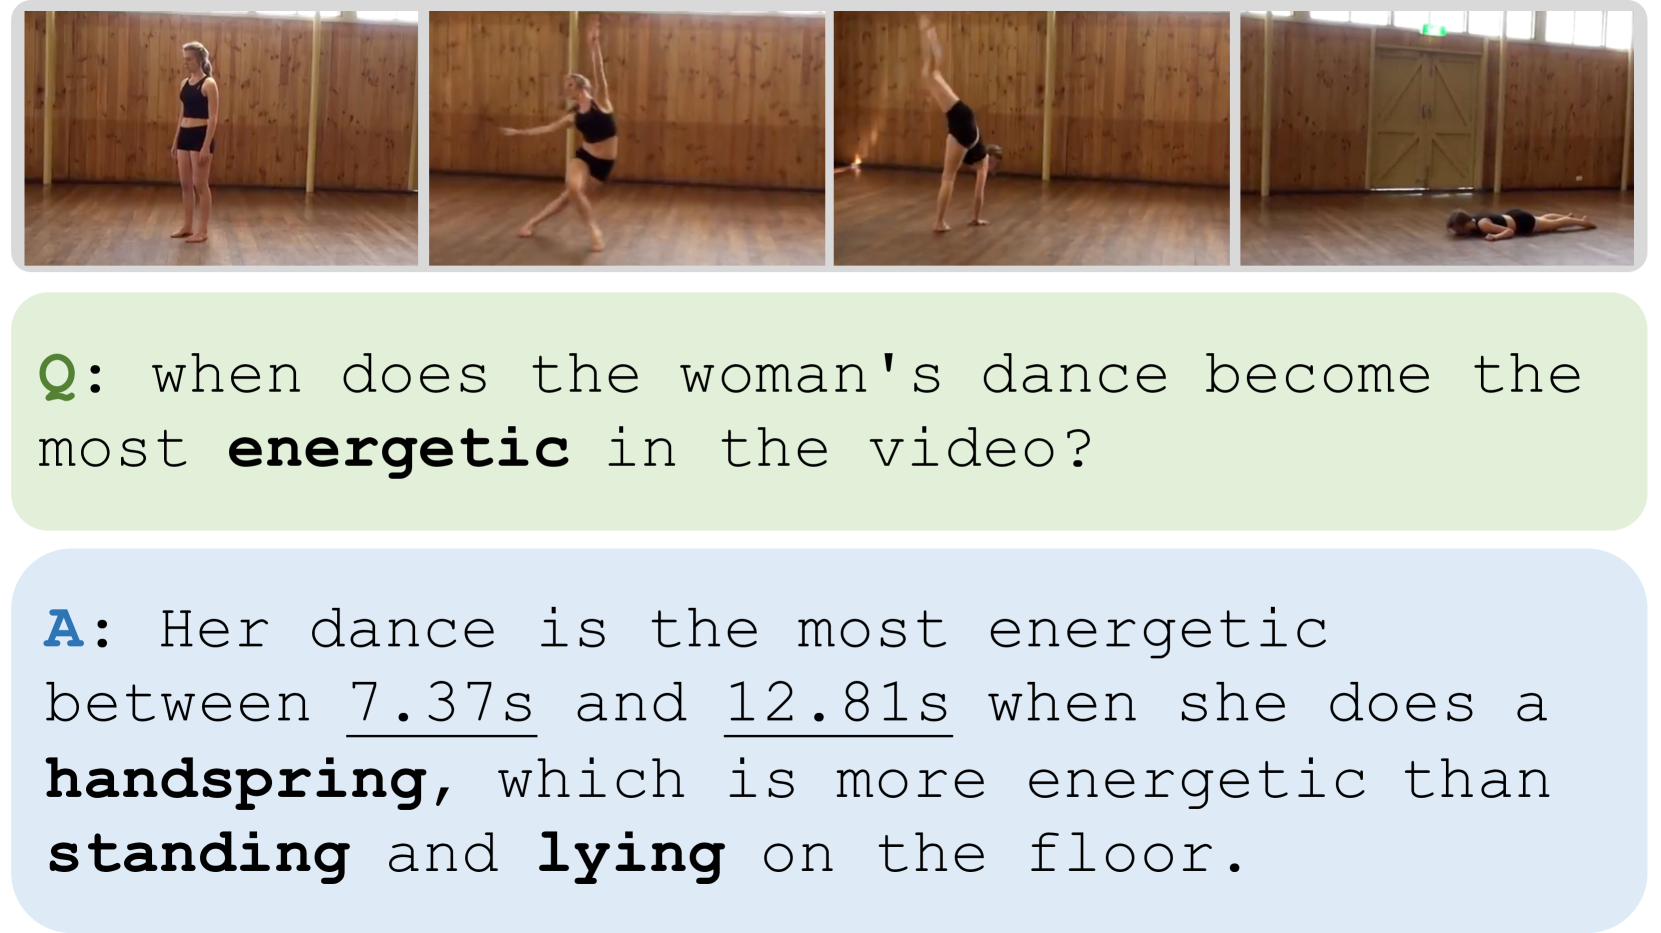 Q: when does the woman's dance become the
most energetic in the video?
A: Her dance is the most energetic
between 7.37s and 12.81s when she does a
handspring, which is more energetic than
standing and lying on the floor.